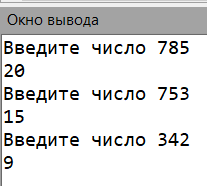 Окно вывода
Введите число 785
20
Введите число 753
15
Введите число 342
9